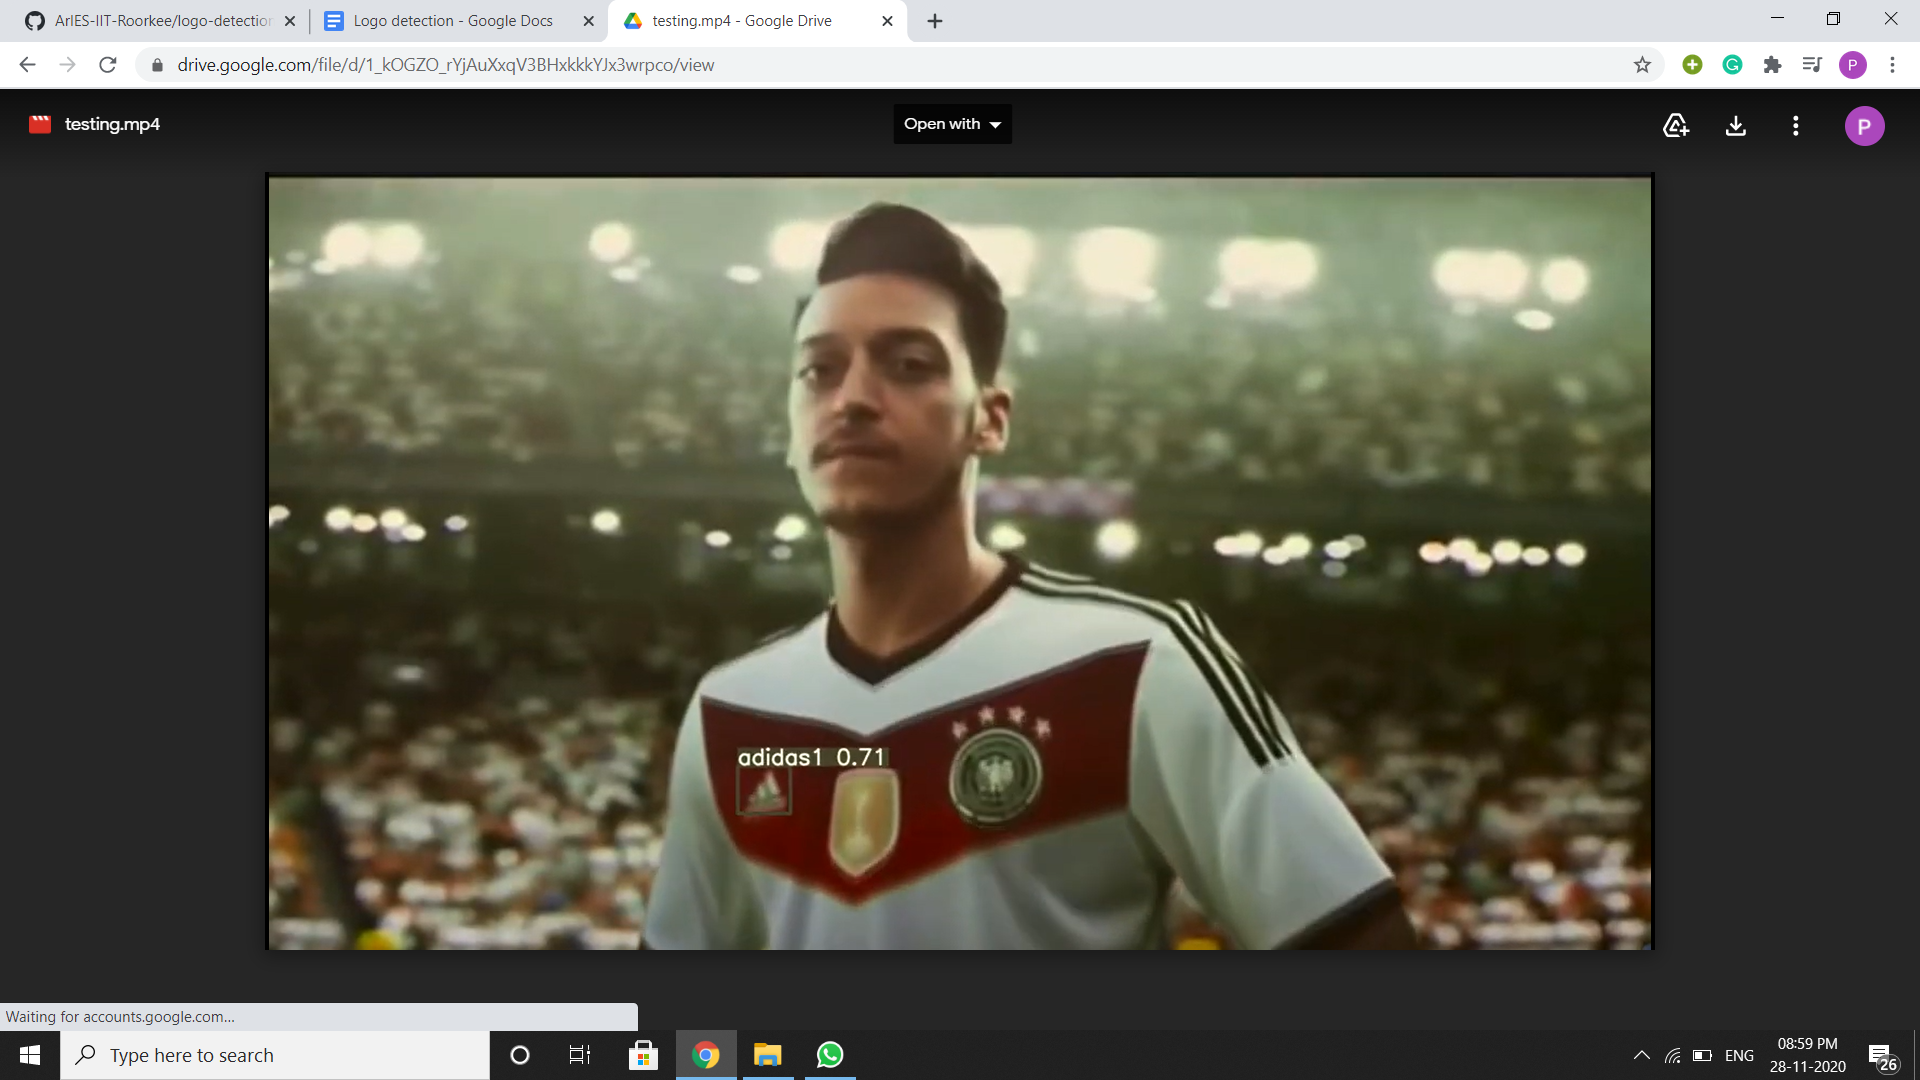 ArIES-IIT-Roorkee/logo-detection
Logo detection - Google Docs
testing.mp4 - Google Drive
drive.google.com/file/d/1_kOGZO_rYjAuXxqV3BHxkkkYJx3wrpco/view
P
testing.mp4
Open with
P
adidas1 0.71
Waiting for accounts.google.com...
Type here to search
ENG
08:59 PM
28-11-2020
26